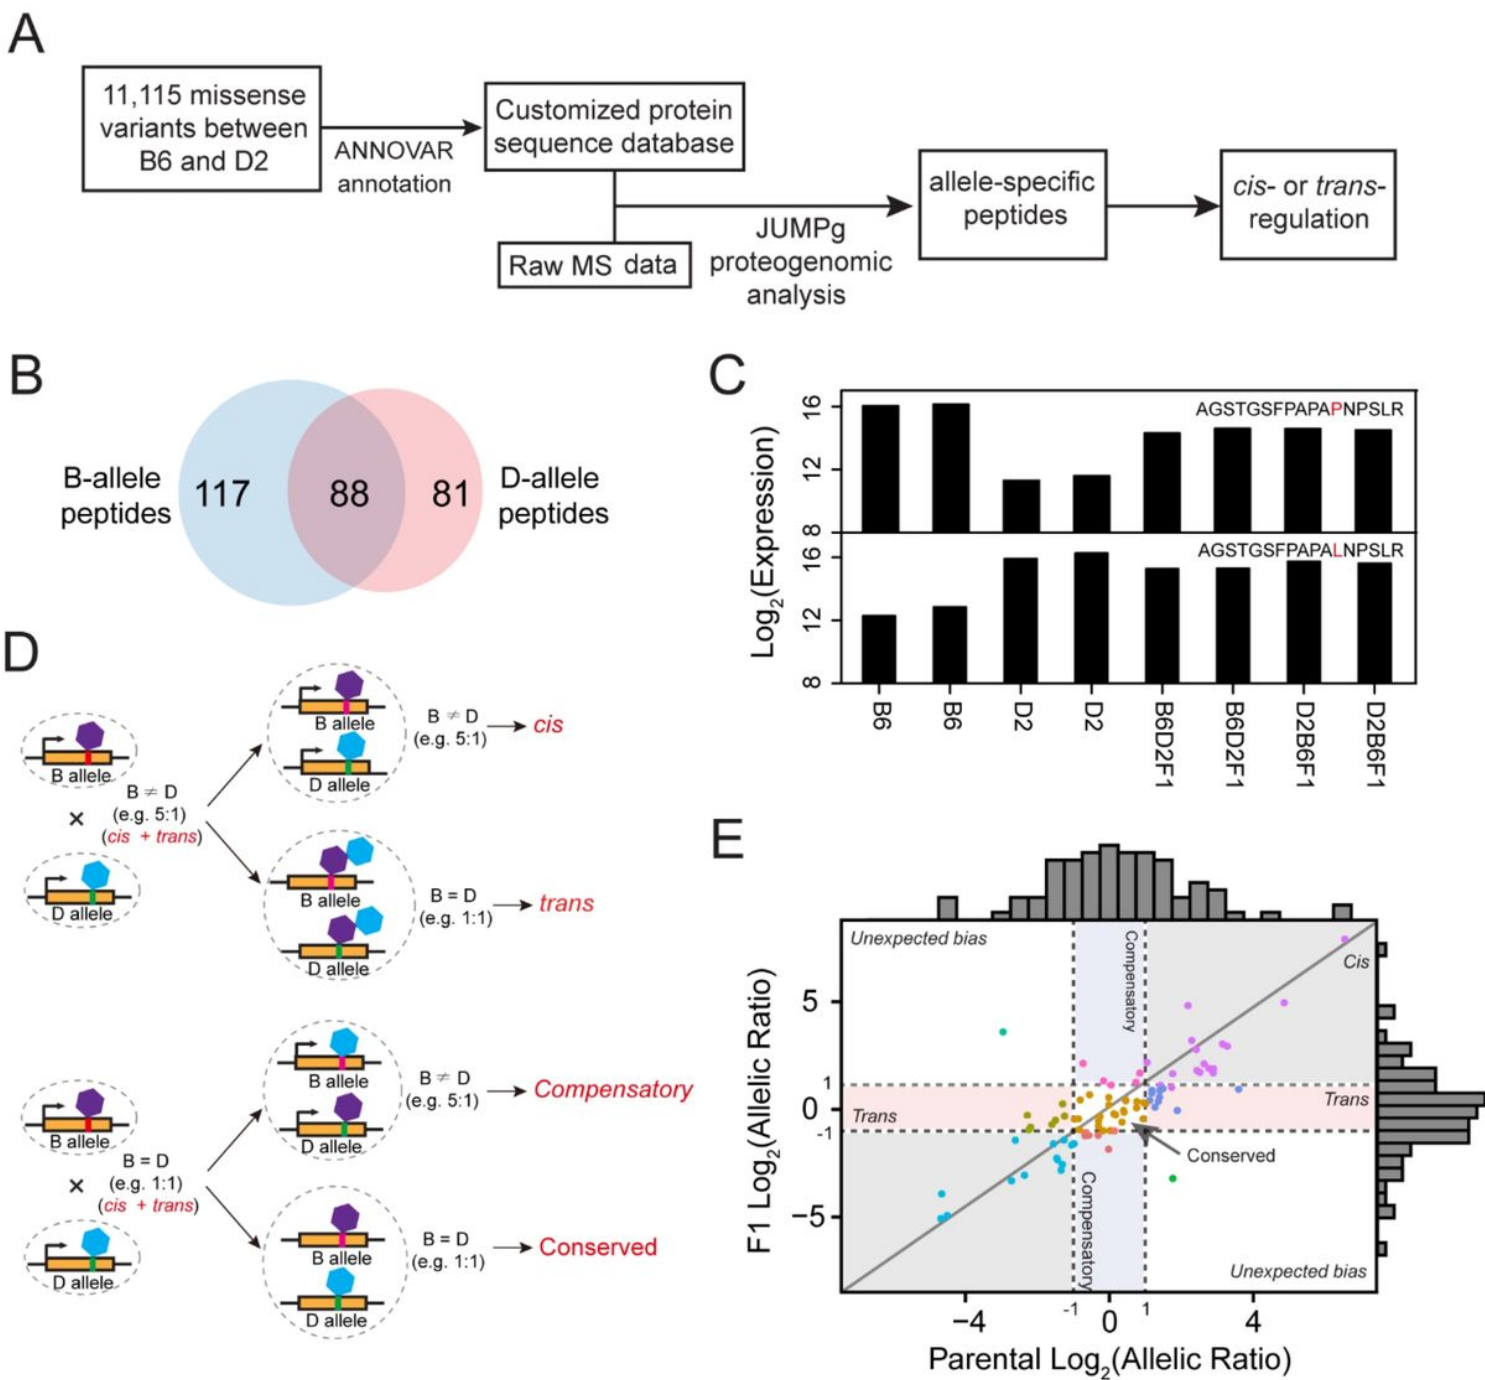 A
11,115 missense
variants between
B6 and D2
ANNOVAR
annotation
Customized protein
sequence database
Raw MS data
JUMPg
proteogenomic
analysis
allele-specific
peptides
cis- or trans-
regulation
B
B-allele
peptides
117
88
81
D-allele
peptides
C
Log2(Expression)
16
12
8
AGSTGSFPAPAPNPSLR
16
12
8
AGSTGSFPAPALNPSLR
B6
B6
D2
D2
B6D2F1
B6D2F1
D2B6F1
D2B6F1
D
B allele
×
D allele
B ≠ D
(e.g. 5:1)
(cis + trans)
B allele
D allele
B ≠ D
(e.g. 5:1)
cis
B allele
D allele
B = D
(e.g. 1:1)
trans
B allele
×
D allele
B = D
(e.g. 1:1)
(cis + trans)
B allele
D allele
B ≠ D
(e.g. 5:1)
Compensatory
B allele
D allele
B = D
(e.g. 1:1)
Conserved
E
F1 Log2(Allelic Ratio)
5
1
0
-1
−5
Unexpected bias
Compensatory
Cis
Trans
Trans
Conserved
Compensatory
Unexpected bias
−4
-1
0
1
4
Parental Log2(Allelic Ratio)